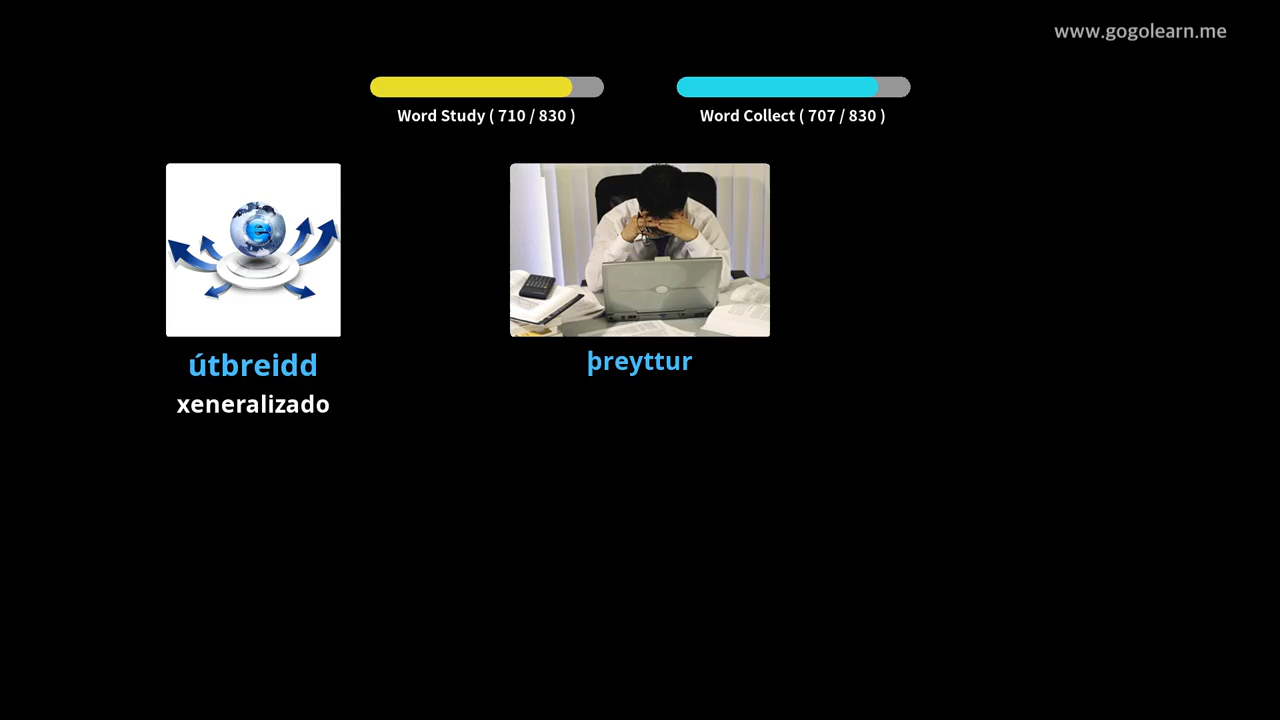 www.gogolearn.me
Word Study ( 710 / 830 )
Word Collect ( 707 / 830 )
e
útbreidd
þreyttur
xeneralizado